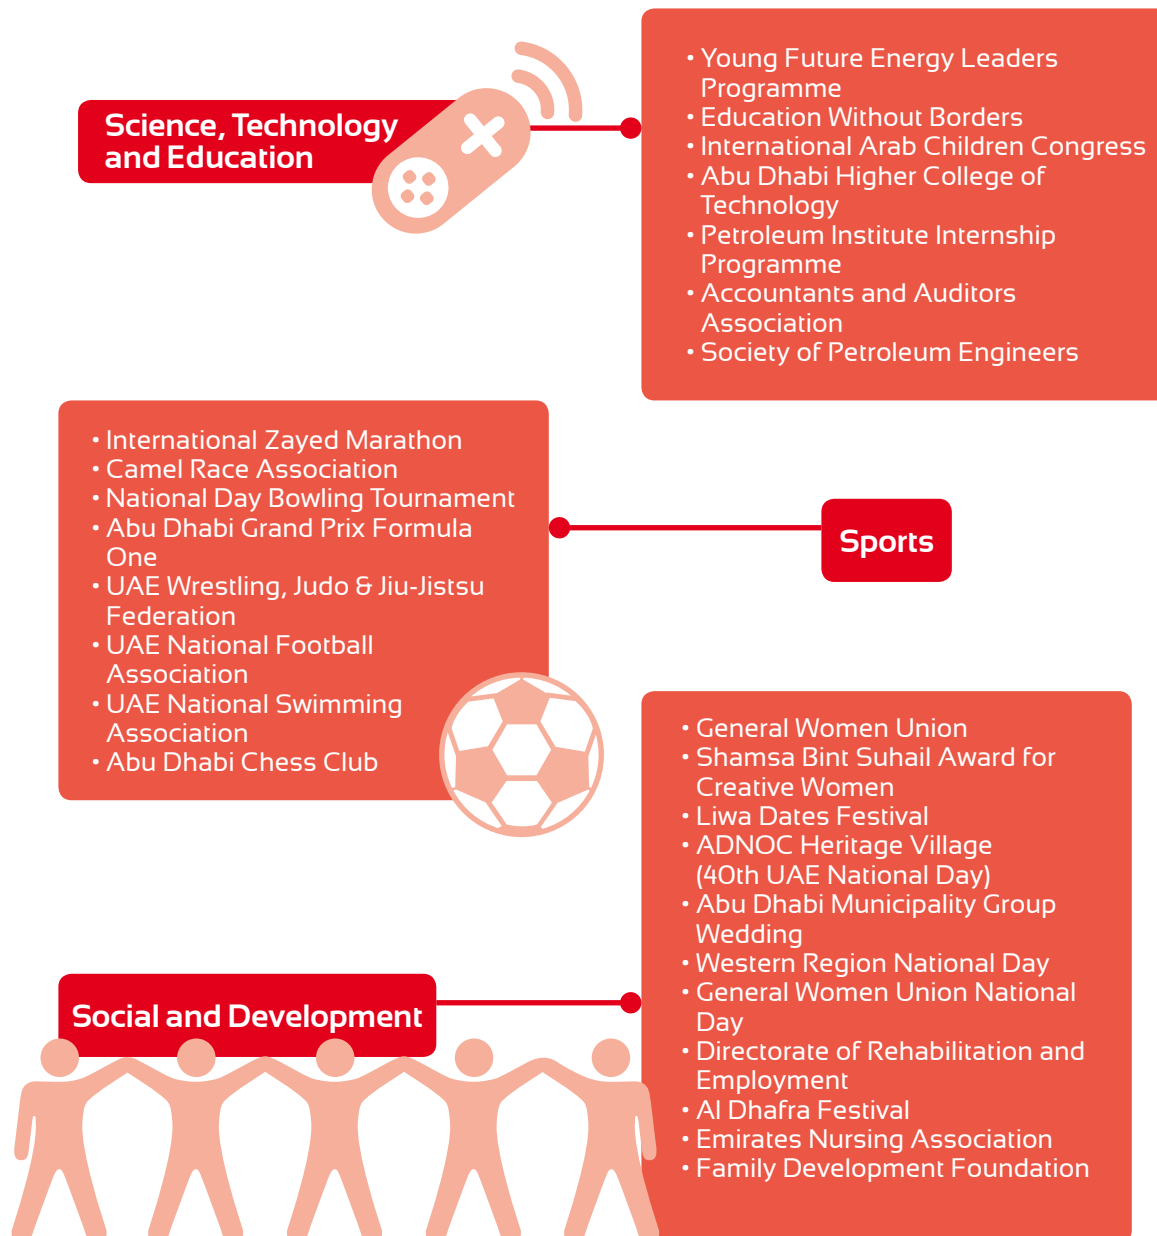 Science, Technology
and Education
• Young Future Energy Leaders
Programme
• Education Without Borders
• International Arab Children Congress
• Abu Dhabi Higher College of
Technology
• Petroleum Institute Internship
Programme
• Accountants and Auditors
Association
• Society of Petroleum Engineers
• International Zayed Marathon
• Camel Race Association
• National Day Bowling Tournament
• Abu Dhabi Grand Prix Formula
One
• UAE Wrestling, Judo & Jiu-Jistsu
Federation
• UAE National Football
Association
• UAE National Swimming
Association
• Abu Dhabi Chess Club
Sports
Social and Development
• General Women Union
• Shamsa Bint Suhail Award for
Creative Women
• Liwa Dates Festival
• ADNOC Heritage Village
(40th UAE National Day)
• Abu Dhabi Municipality Group
Wedding
• Western Region National Day
• General Women Union National
Day
• Directorate of Rehabilitation and
Employment
• Al Dhafra Festival
• Emirates Nursing Association
• Family Development Foundation